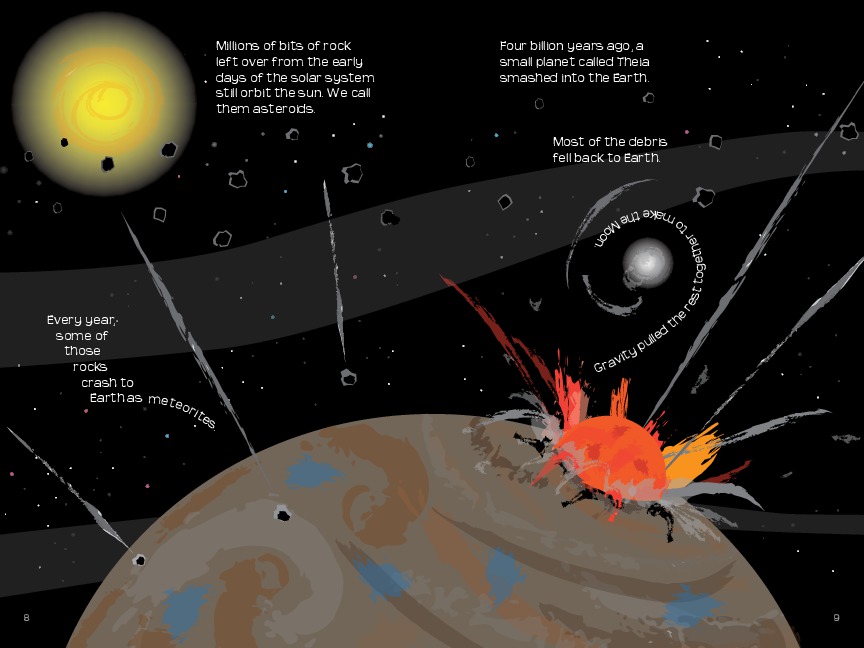 Millions of bits of rock
left over from the early
days of the solar system
still orbit the sun. We call
them asteroids.
Four billion years ago, a
small planet called Theia
smashed into the Earth.
Most of the debris
fell back to Earth.
Gravity pulled the rest together to make the Moon.
Every year,
some of
those
rocks
crash to
Earth as meteorites.
8
9